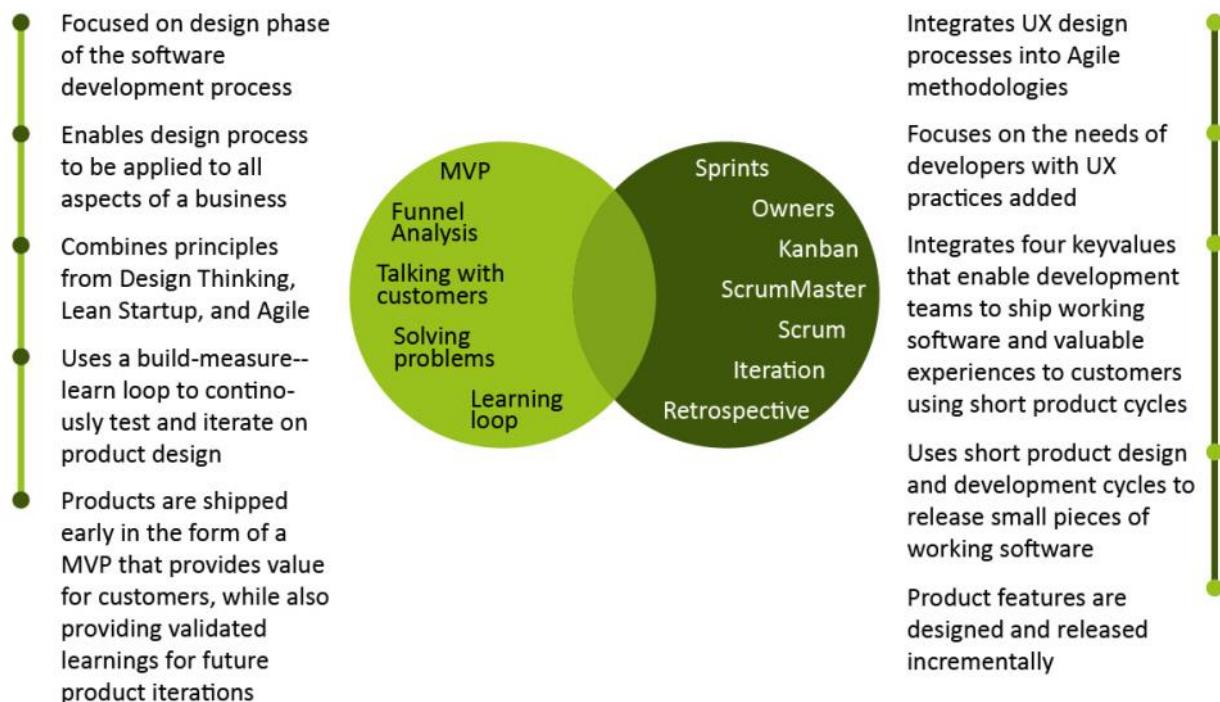 Focused on design phase
of the software
development process
Enables design process
to be applied to all
aspects of a business
Combines principles
from Design Thinking,
Lean Startup, and Agile
Uses a build-measure--
learn loop to contino-
usly test and iterate on
product design
Products are shipped
early in the form of a
MVP that provides value
for customers, while also
providing validated
learnings for future
product iterations
MVP
Funnel
Analysis
Talking with
customers
Solving
problems
Learning
loop
Sprints
Owners
Kanban
ScrumMaster
Scrum
Iteration
Retrospective
Integrates UX design
processes into Agile
methodologies
Focuses on the needs of
developers with UX
practices added
Integrates four keyvalues
that enable development
teams to ship working
software and valuable
experiences to customers
using short product cycles
Uses short product design
and development cycles to
release small pieces of
working software
Product features are
designed and released
incrementally